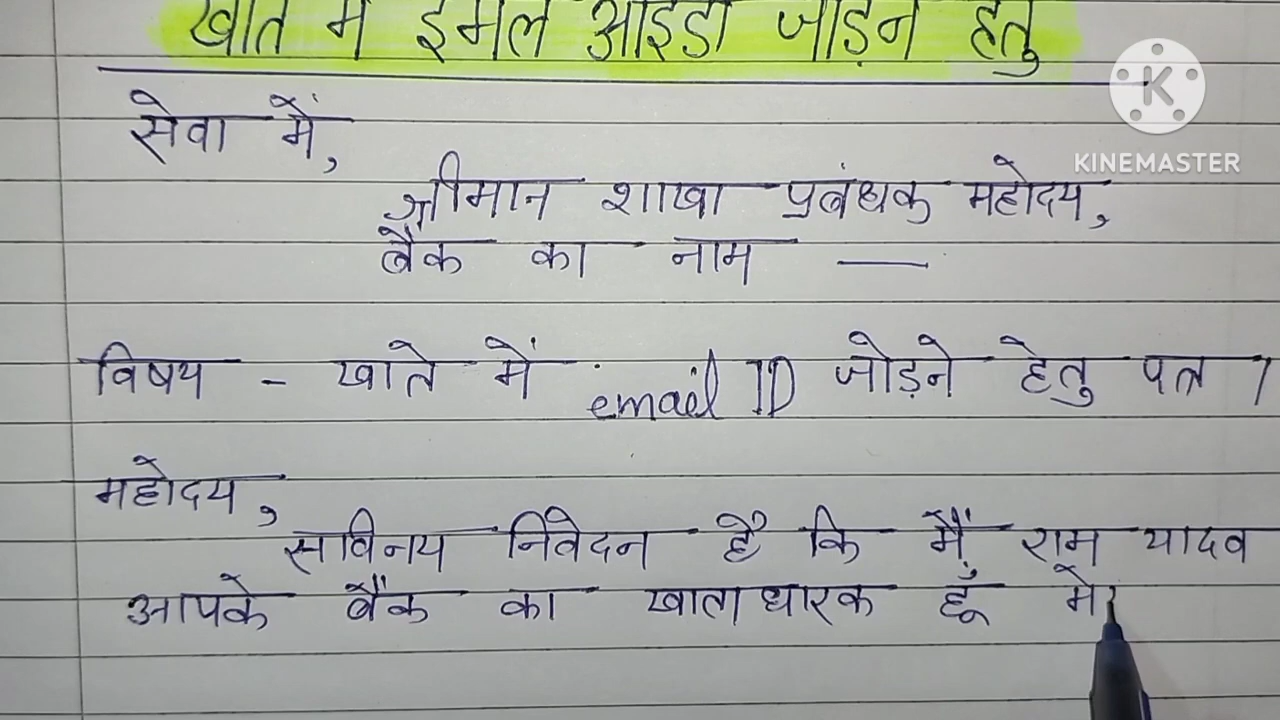 खाते में ईमेल आईडी जोड़ने हेतु
K
KINEMASTER
सेवा में,
श्रीमान शाखा प्रबंधक महोदय,
बैंक का नाम —
विषय - खाते में email ID जोड़ने हेतु पत्र ।
महोदय,
सविनय निवेदन है कि मैं राम यादव
आपके बैंक का खाताधारक हूँ मे